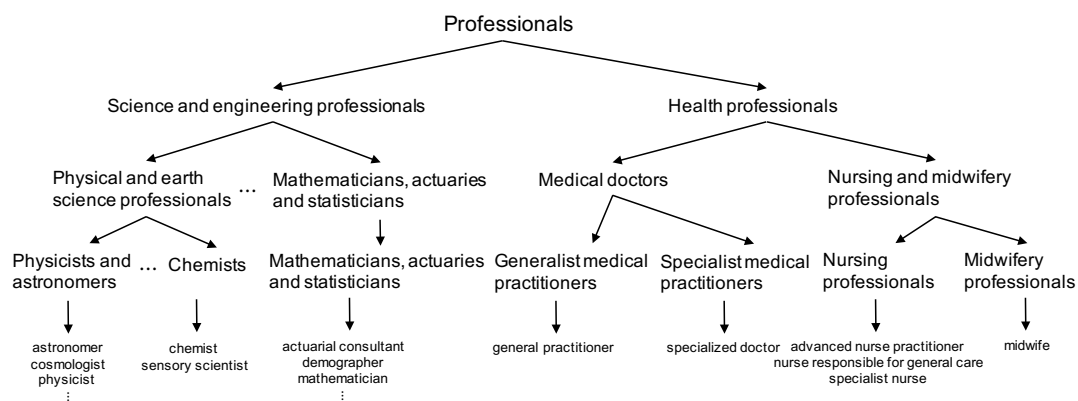 Professionals
Science and engineering professionals
Health professionals
Physical and earth
science professionals
...
Mathematicians, actuaries
and statisticians
Medical doctors
Nursing and midwifery
professionals
Physicists and
astronomers
...
Chemists
Mathematicians, actuaries
and statisticians
Generalist medical
practitioners
Specialist medical
practitioners
Nursing
professionals
Midwifery
professionals
astronomer
cosmologist
physicist
⋮
chemist
sensory scientist
actuarial consultant
demographer
mathematician
⋮
general practitioner
specialized doctor
advanced nurse practitioner
nurse responsible for general care
specialist nurse
midwife